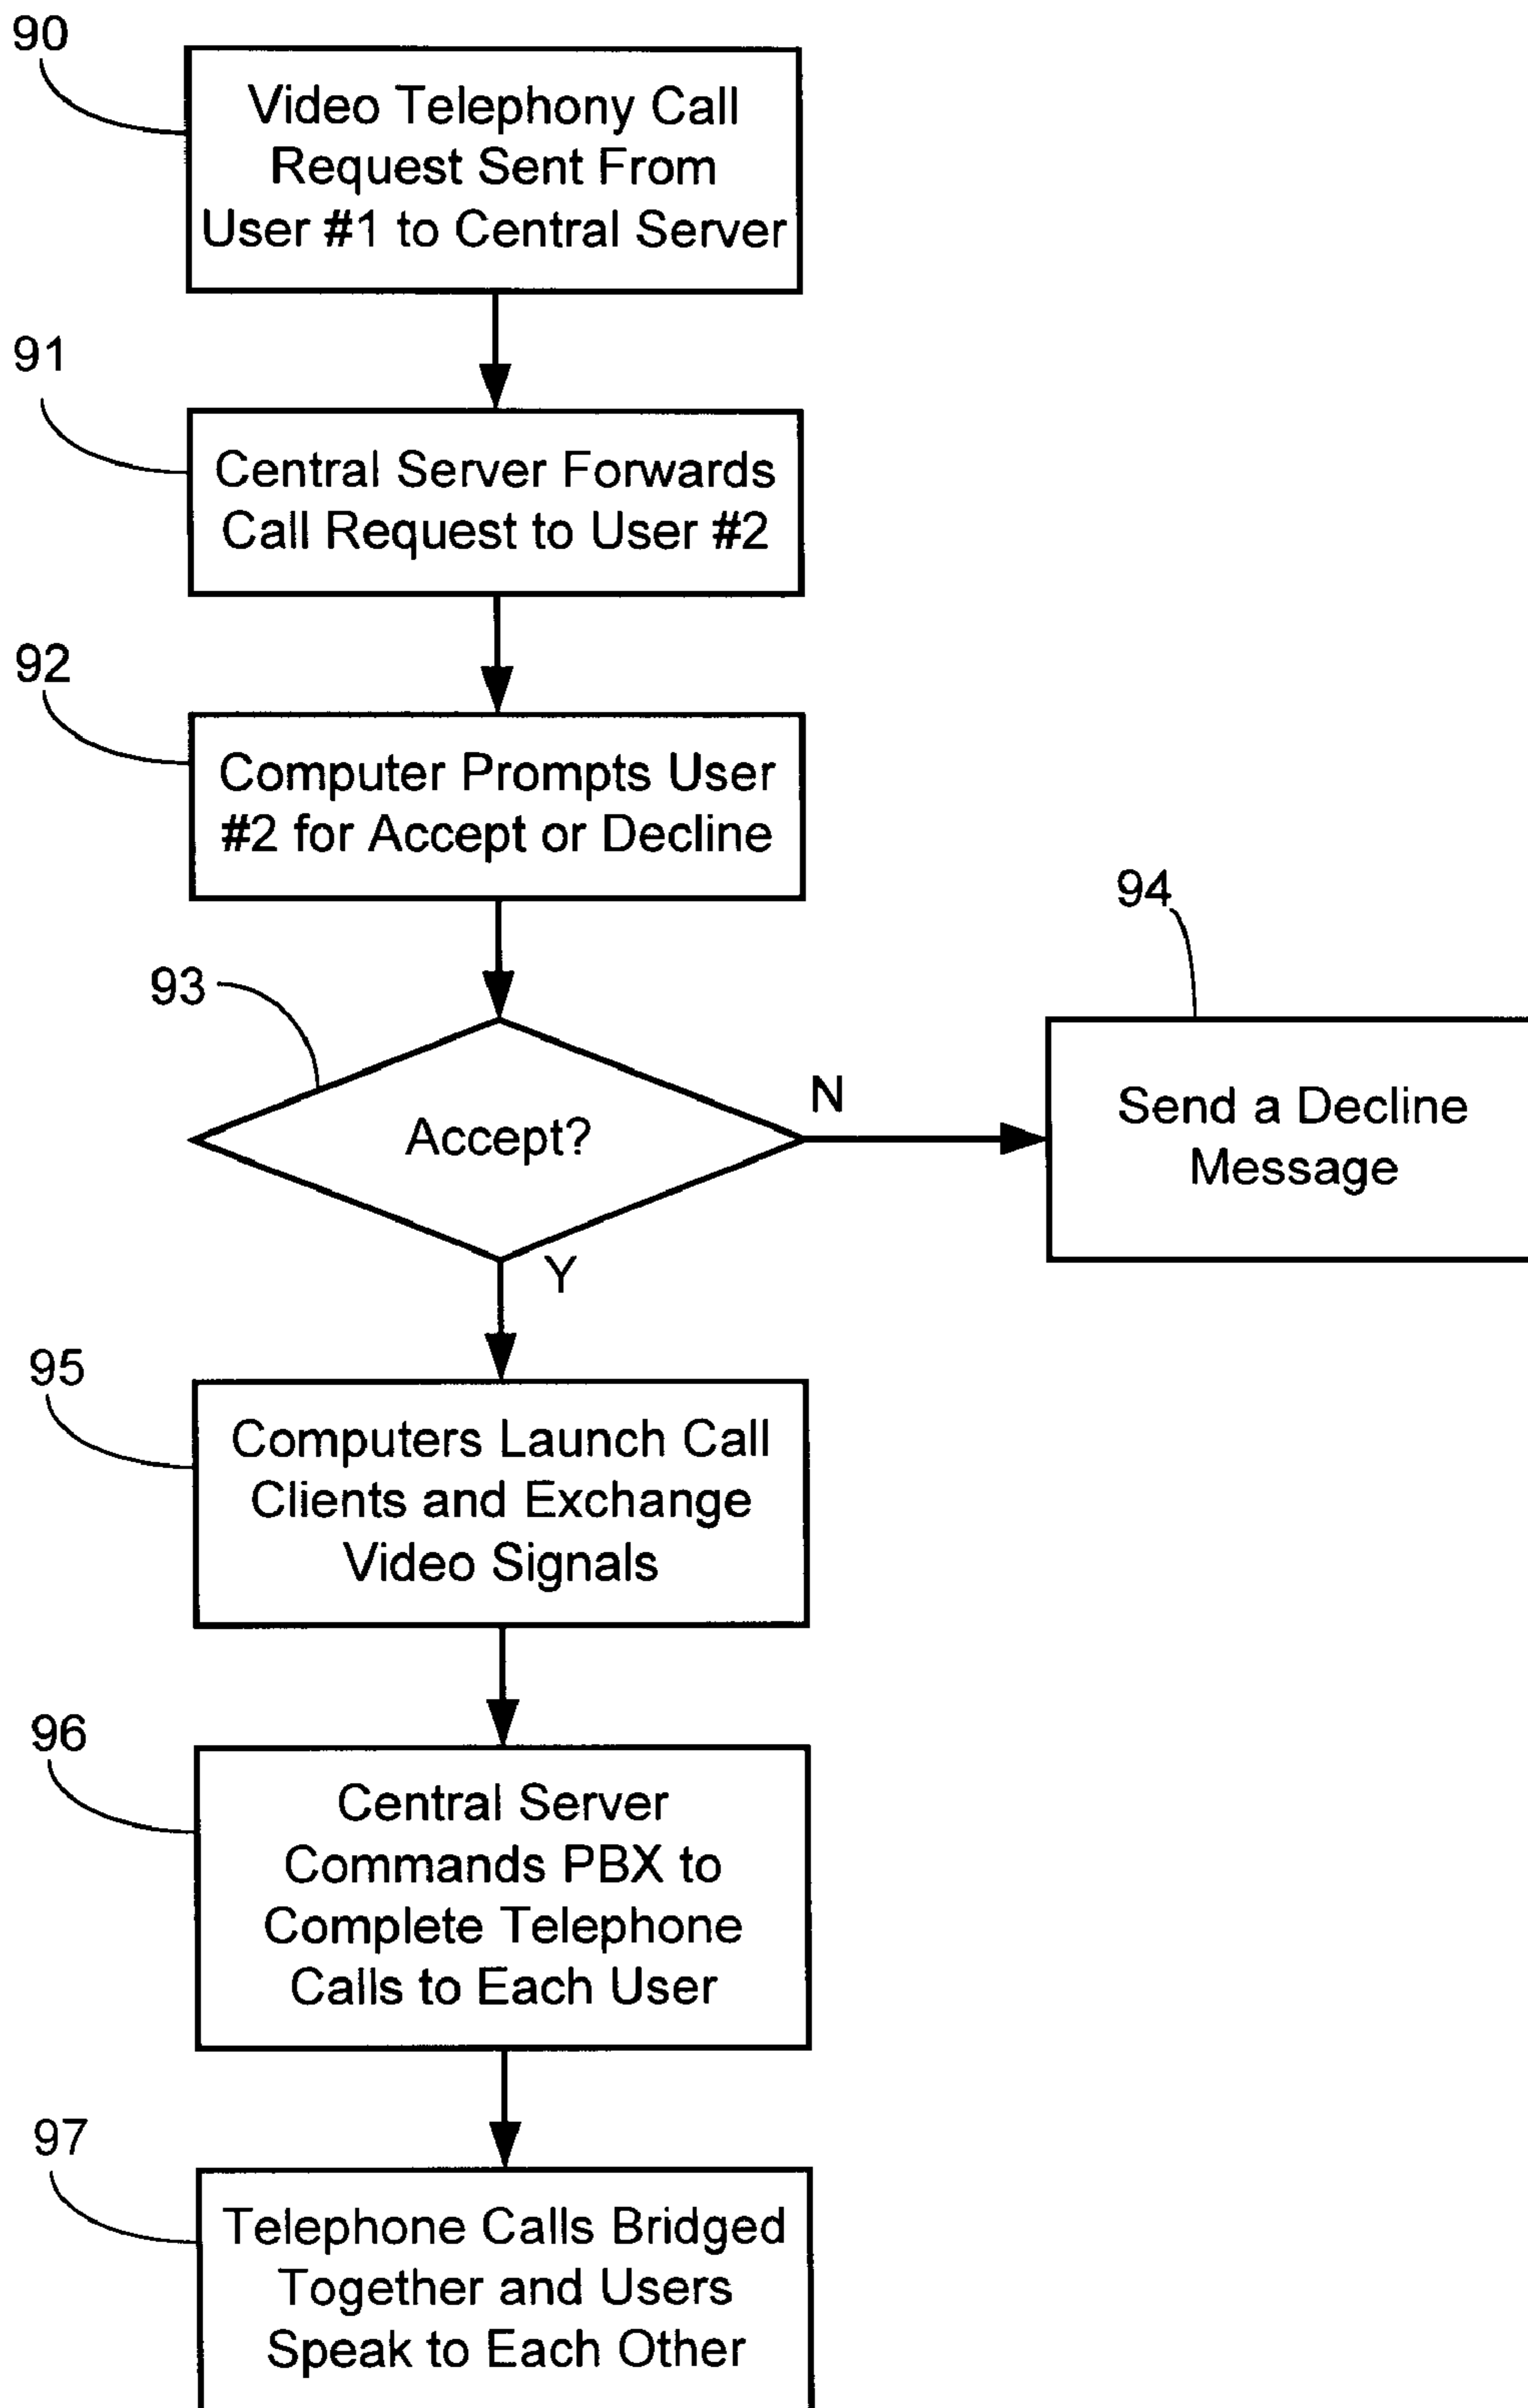 90
Video Telephony Call
Request Sent From
User #1 to Central Server
91
Central Server Forwards
Call Request to User #2
92
Computer Prompts User
#2 for Accept or Decline
93
Accept?
N
94
Send a Decline
Message
Y
95
Computers Launch Call
Clients and Exchange
Video Signals
96
Central Server
Commands PBX to
Complete Telephone
Calls to Each User
97
Telephone Calls Bridged
Together and Users
Speak to Each Other